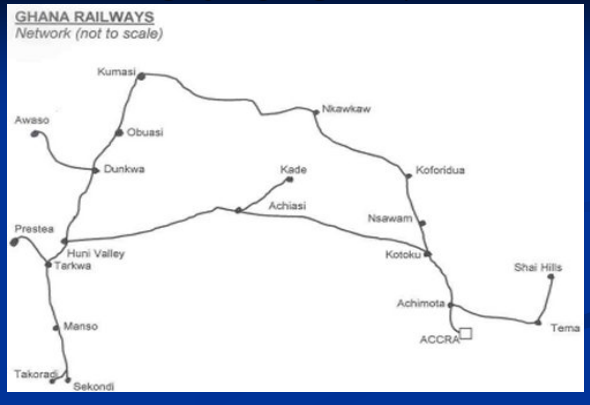 GHANA RAILWAYS
Network (not to scale)
Kumasi
Nkawkaw
Awaso
Obuasi
Dunkwa
Kade
Koforidua
Achiasi
Nsawam
Prestea
Huni Valley
Kotoku
Tarkwa
Shai Hills
Achimota
Manso
Tema
ACCRA
Takoradi
Sekondi